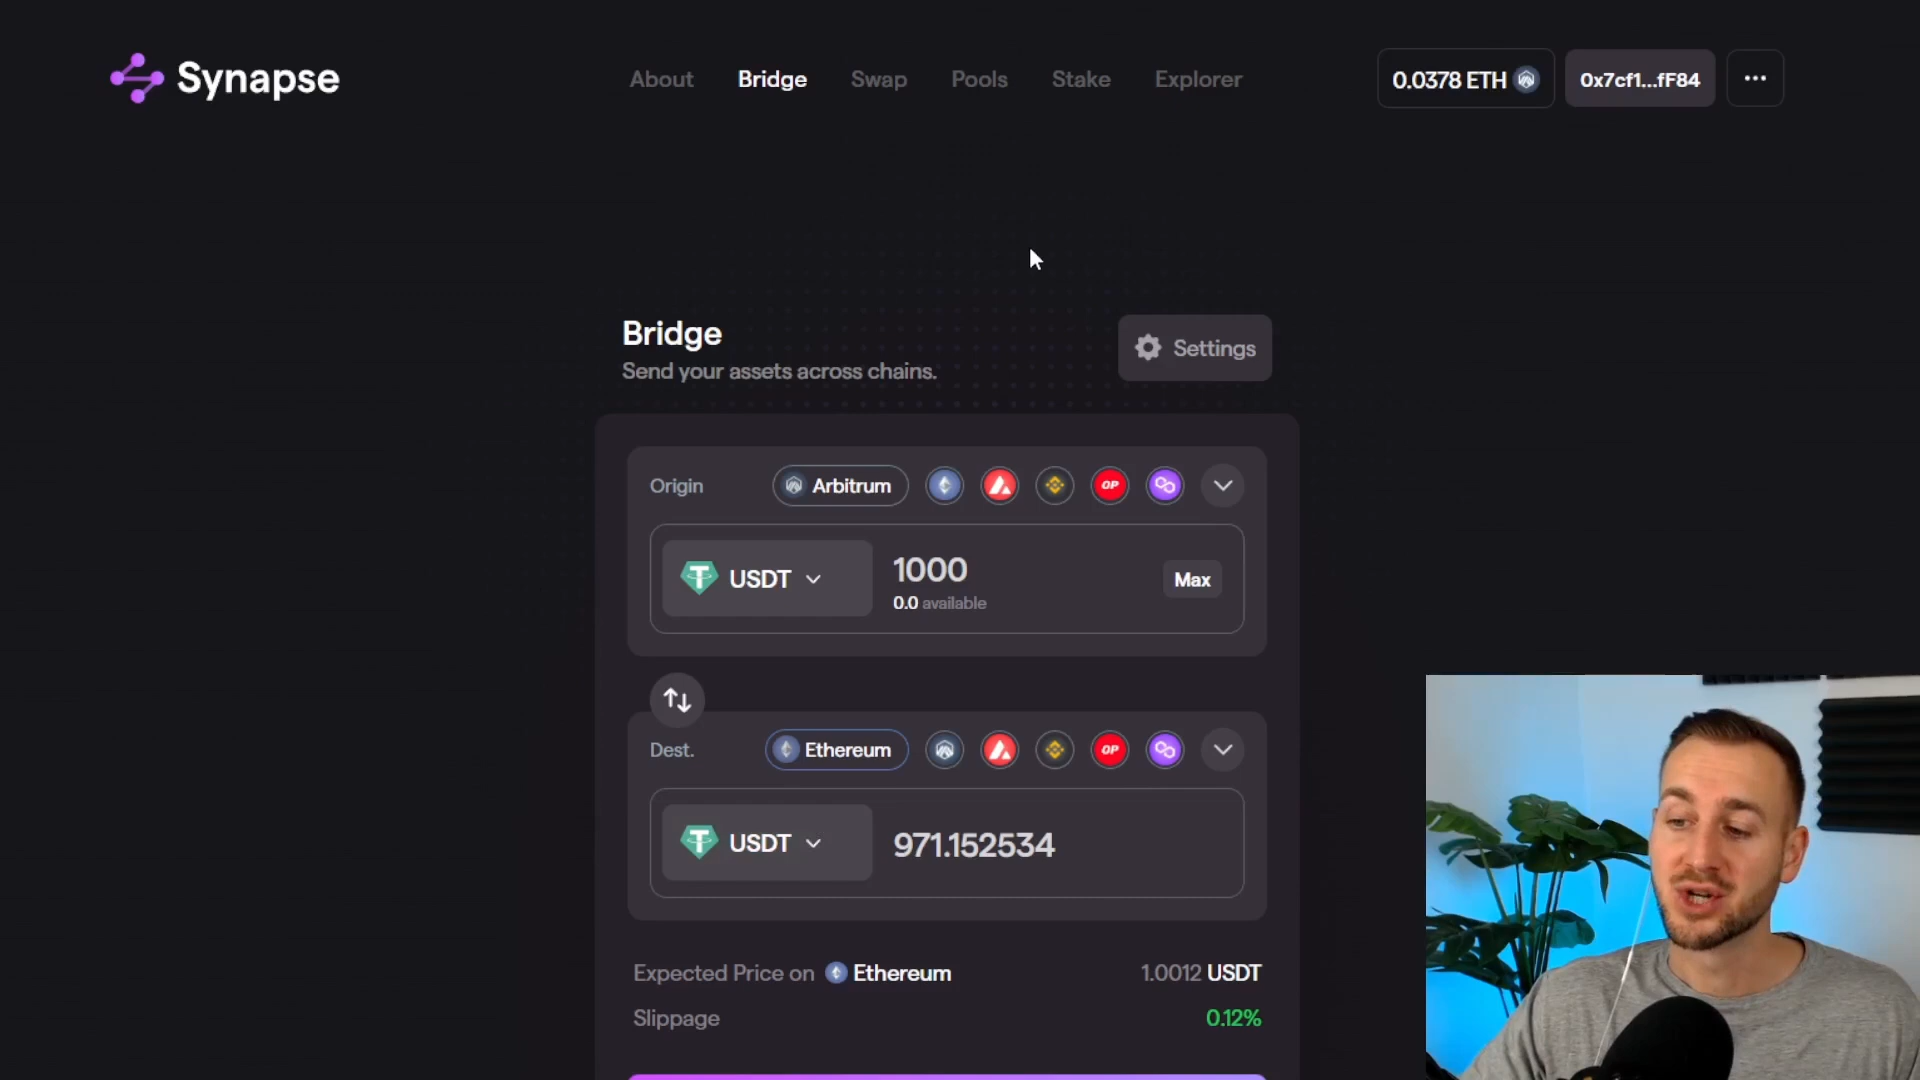 Synapse
About Bridge Swap Pools Stake Explorer
0.0378 ETH 0x7cf1...fF84 ...
Bridge
Send your assets across chains.
Settings
Origin Arbitrum OP
USDT 1000 Max
0.0 available
Dest. Ethereum OP
USDT 971.152534
Expected Price on Ethereum 1.0012 USDT
Slippage 0.12%